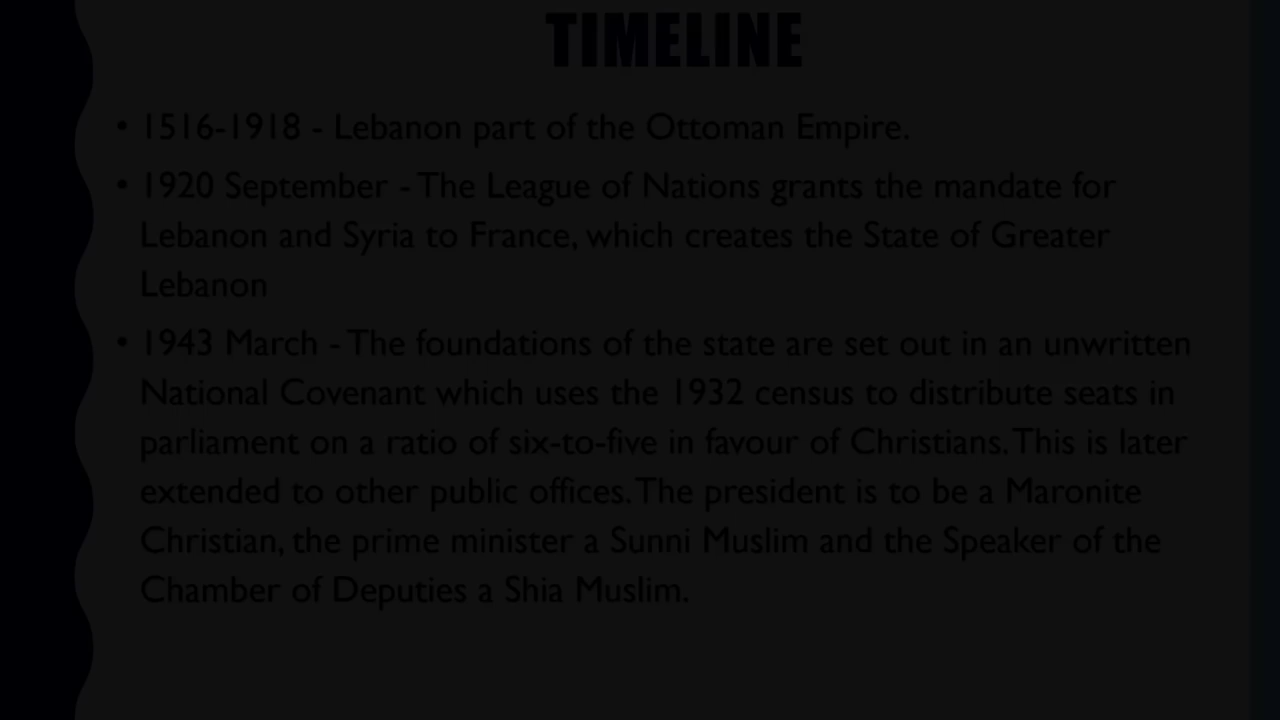 TIMELINE
• 1516-1918 - Lebanon part of the Ottoman Empire.
• 1920 September - The League of Nations grants the mandate for
Lebanon and Syria to France, which creates the State of Greater
Lebanon
• 1943 March - The foundations of the state are set out in an unwritten
National Covenant which uses the 1932 census to distribute seats in
parliament on a ratio of six-to-five in favour of Christians. This is later
extended to other public offices. The president is to be a Maronite
Christian, the prime minister a Sunni Muslim and the Speaker of the
Chamber of Deputies a Shia Muslim.